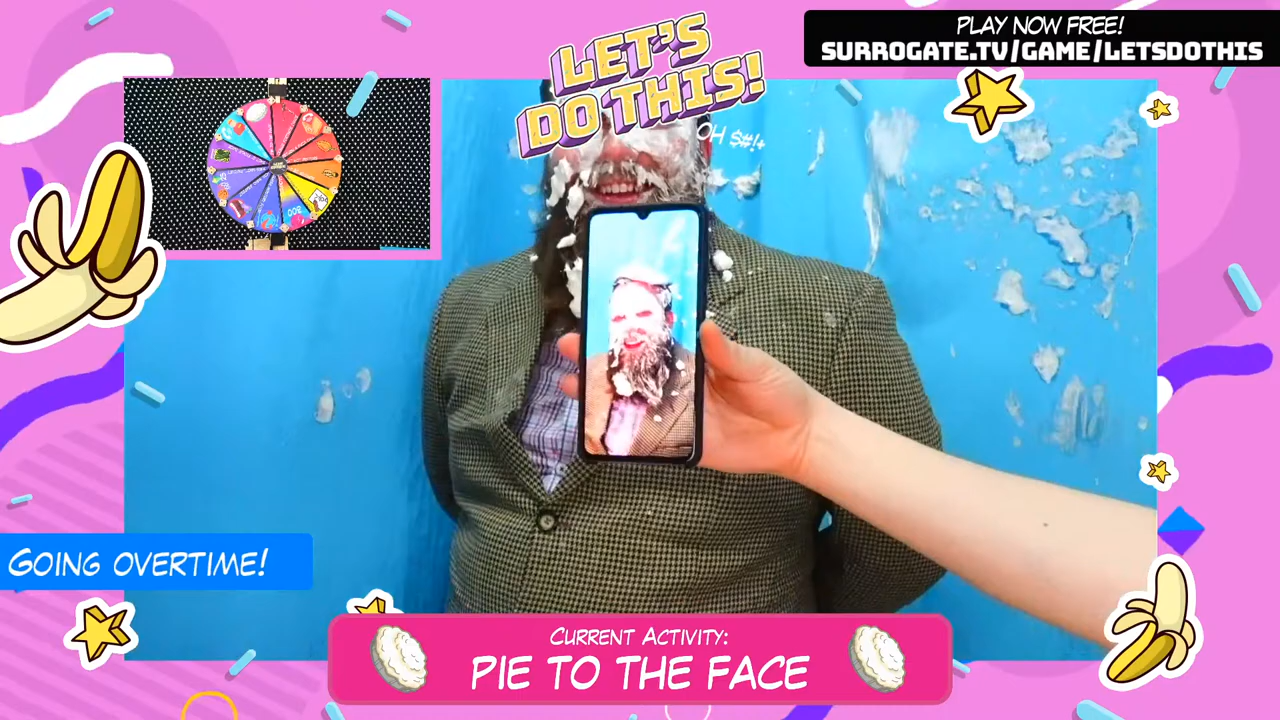 PLAY NOW FREE!
SURROGATE.TV/GAME/LETSDOTHIS
LET'S
DO THIS!
OH $#!+
300
GOING OVERTIME!
CURRENT ACTIVITY:
PIE TO THE FACE